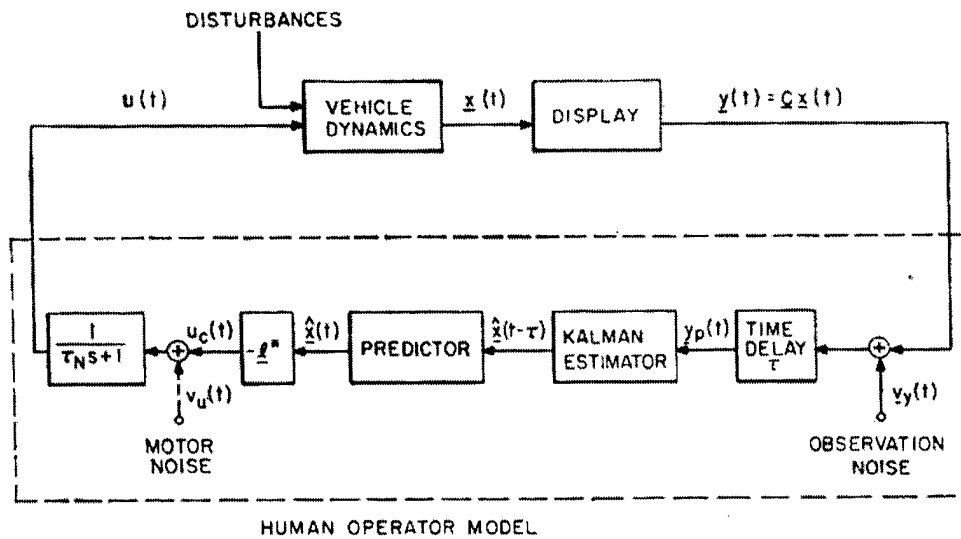 DISTURBANCES
u(t)
VEHICLE
DYNAMICS
x(t)
DISPLAY
y(t) = C x(t)
1
τNs+1
uc(t)
+
vu(t)
MOTOR
NOISE
-ℓ*
x̂(t)
PREDICTOR
x̂(t-τ)
KALMAN
ESTIMATOR
yp(t)
TIME
DELAY
τ
+
vy(t)
OBSERVATION
NOISE
HUMAN OPERATOR MODEL